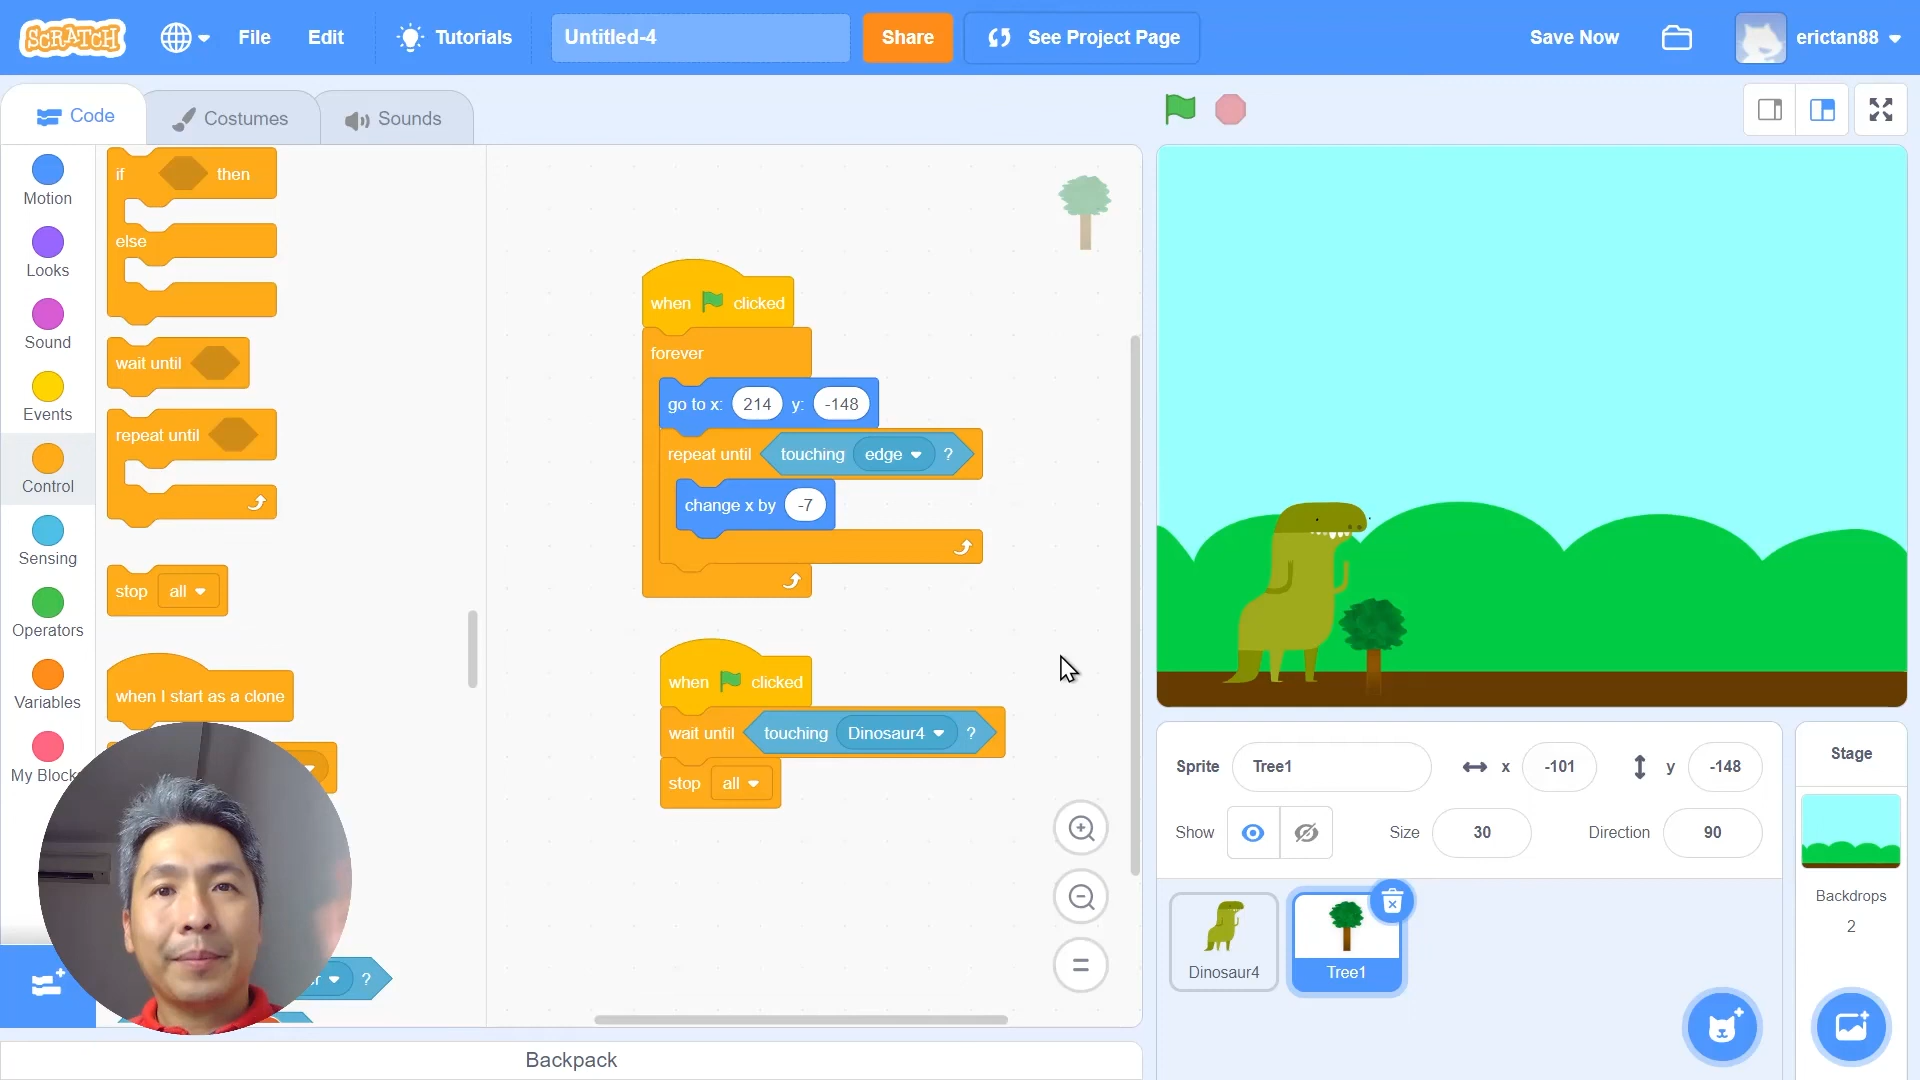 SCRATCH
File
Edit
Tutorials
Untitled-4
Share
See Project Page
Save Now
erictan88
Code
Costumes
Sounds
Motion
Looks
Sound
Events
Control
Sensing
Operators
Variables
My Block
if then
else
wait until
repeat until
stop all
when I start as a clone
?
when clicked
forever
go to x: 214 y: -148
repeat until touching edge ?
change x by -7
when clicked
wait until touching Dinosaur4 ?
stop all
Sprite Tree1 x -101 y -148
Show Size 30 Direction 90
Dinosaur4
Tree1
Stage
Backdrops
2
Backpack